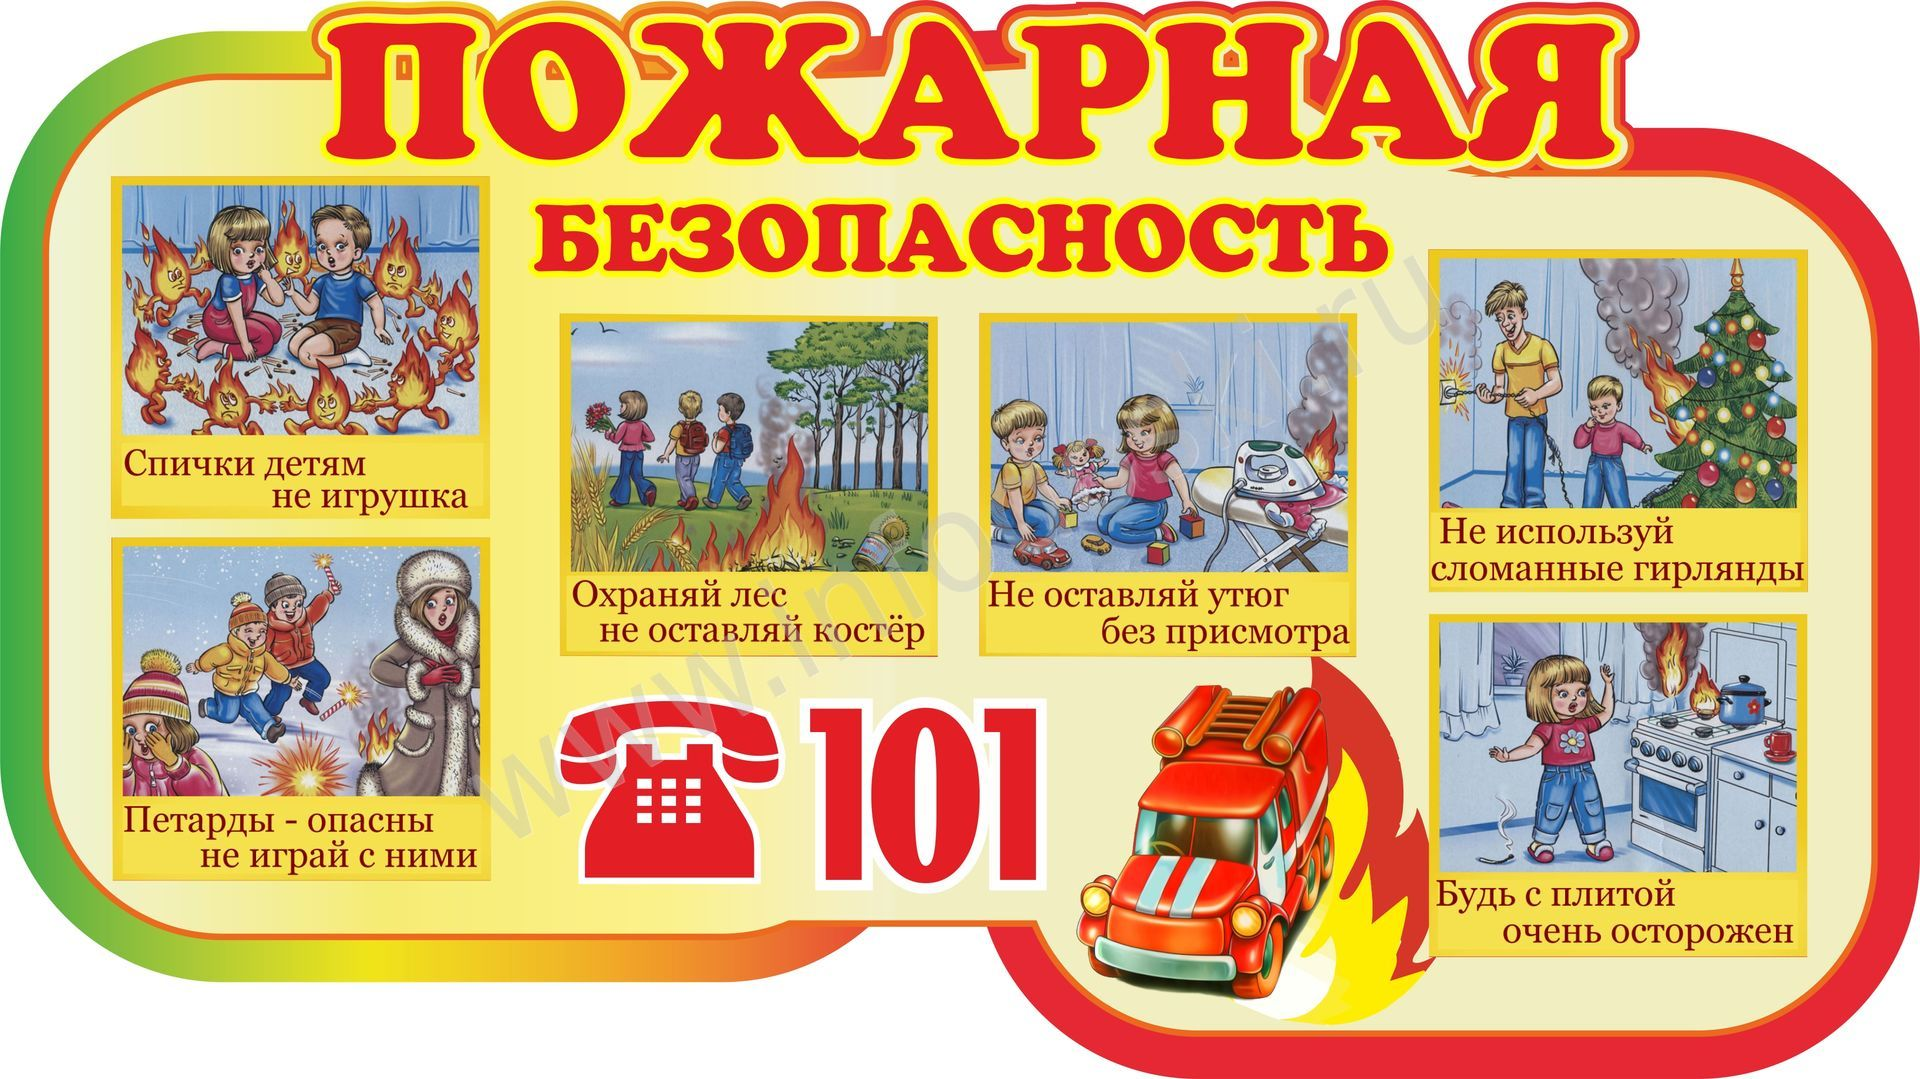 ПОЖАРНАЯ
БЕЗОПАСНОСТЬ
Спички детям
не игрушка
Петарды - опасны
не играй с ними
Охраняй лес
не оставляй костёр
Не оставляй утюг
без присмотра
Не используй
сломанные гирлянды
Будь с плитой
очень осторожен
101